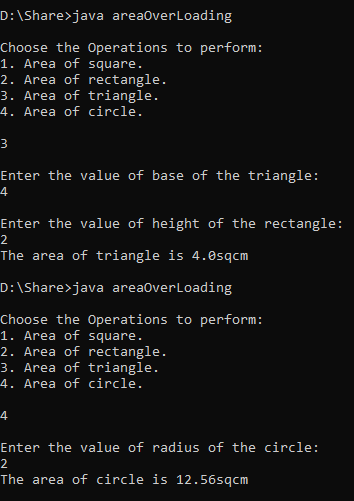 D:\Share>java areaOverLoading
Choose the Operations to perform:
1. Area of square.
2. Area of rectangle.
3. Area of triangle.
4. Area of circle.
3
Enter the value of base of the triangle:
4
Enter the value of height of the rectangle:
2
The area of triangle is 4.0sqcm
D:\Share>java areaOverLoading
Choose the Operations to perform:
1. Area of square.
2. Area of rectangle.
3. Area of triangle.
4. Area of circle.
4
Enter the value of radius of the circle:
2
The area of circle is 12.56sqcm